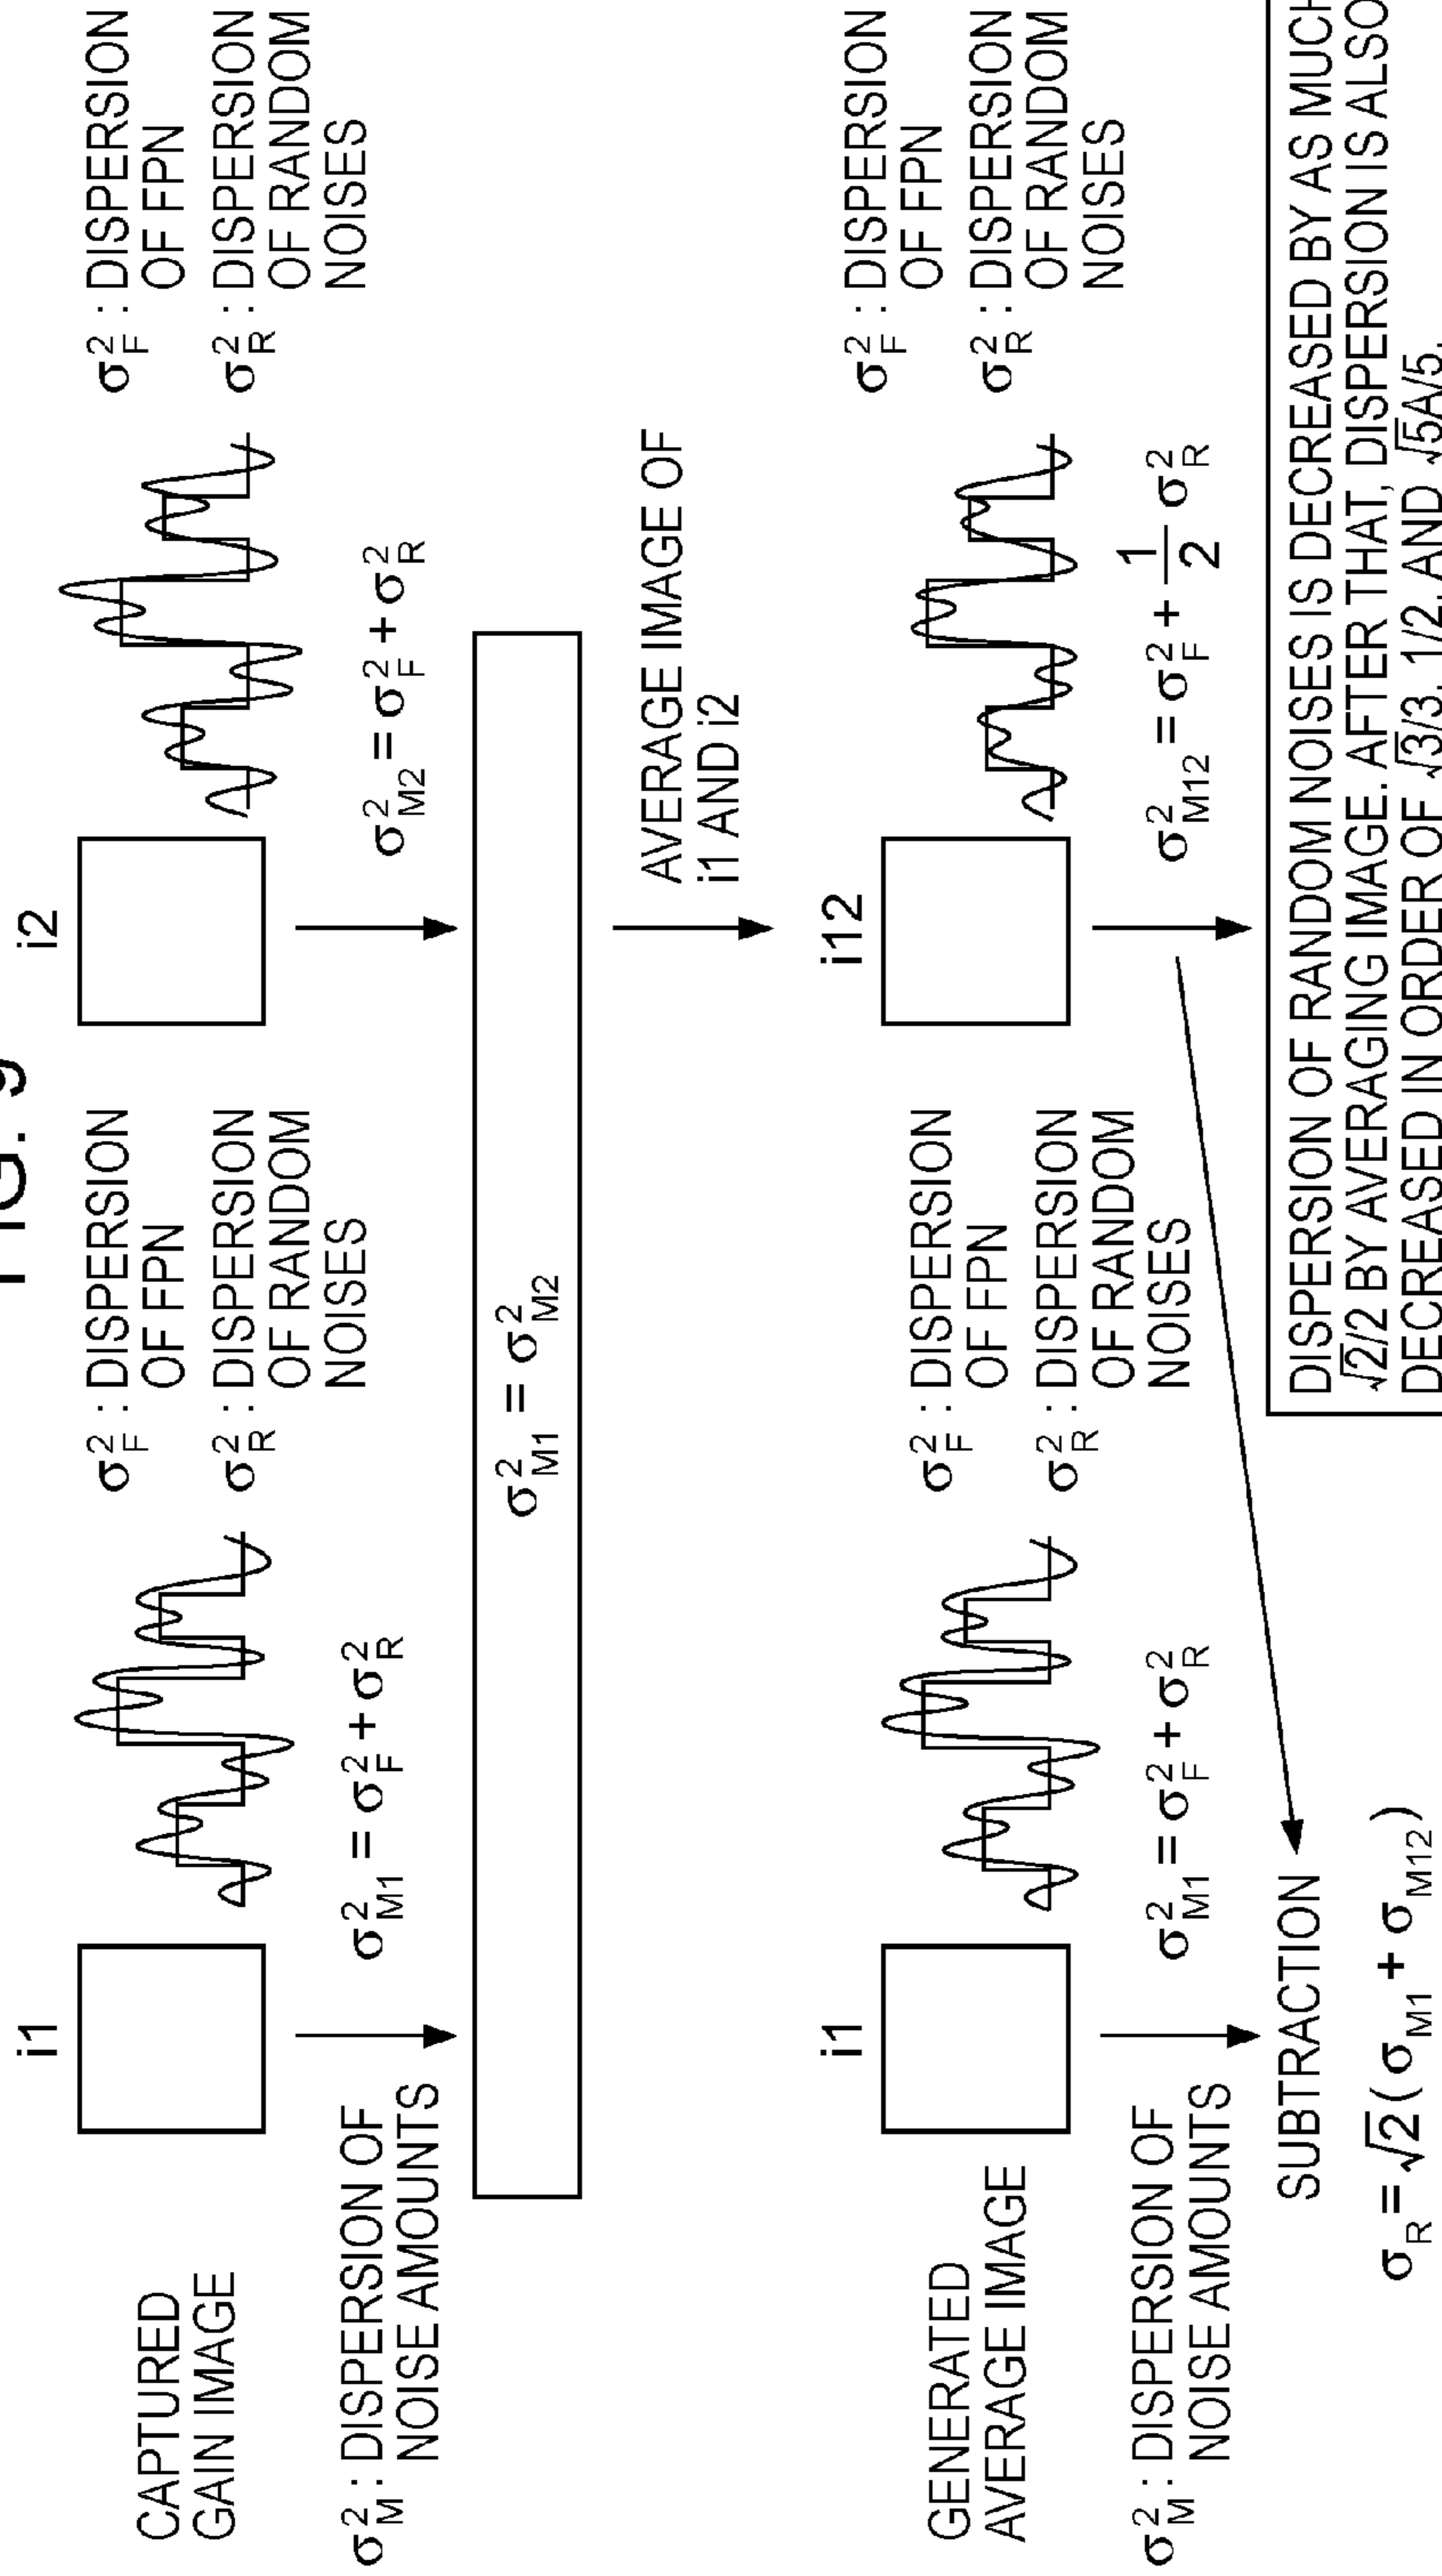 FIG. 9
i1
i2
CAPTURED
GAIN IMAGE
σ²F : DISPERSION
OF FPN
σ²R : DISPERSION
OF RANDOM
NOISES
σ²F : DISPERSION
OF FPN
σ²R : DISPERSION
OF RANDOM
NOISES
σ²M : DISPERSION OF
NOISE AMOUNTS
σ²M1 = σ²F + σ²R
σ²M2 = σ²F + σ²R
σ²M1 = σ²M2
AVERAGE IMAGE OF
i1 AND i2
i1
i12
GENERATED
AVERAGE IMAGE
σ²F : DISPERSION
OF FPN
σ²R : DISPERSION
OF RANDOM
NOISES
σ²F : DISPERSION
OF FPN
σ²R : DISPERSION
OF RANDOM
NOISES
σ²M : DISPERSION OF
NOISE AMOUNTS
σ²M1 = σ²F + σ²R
σ²M12 = σ²F + 1/2 σ²R
SUBTRACTION
σR = √2 ( σM1 + σM12 )
DISPERSION OF RANDOM NOISES IS DECREASED BY AS MUCH
√2/2 BY AVERAGING IMAGE. AFTER THAT, DISPERSION IS ALSO
DECREASED IN ORDER OF √3/3, 1/2, AND √5A/5.